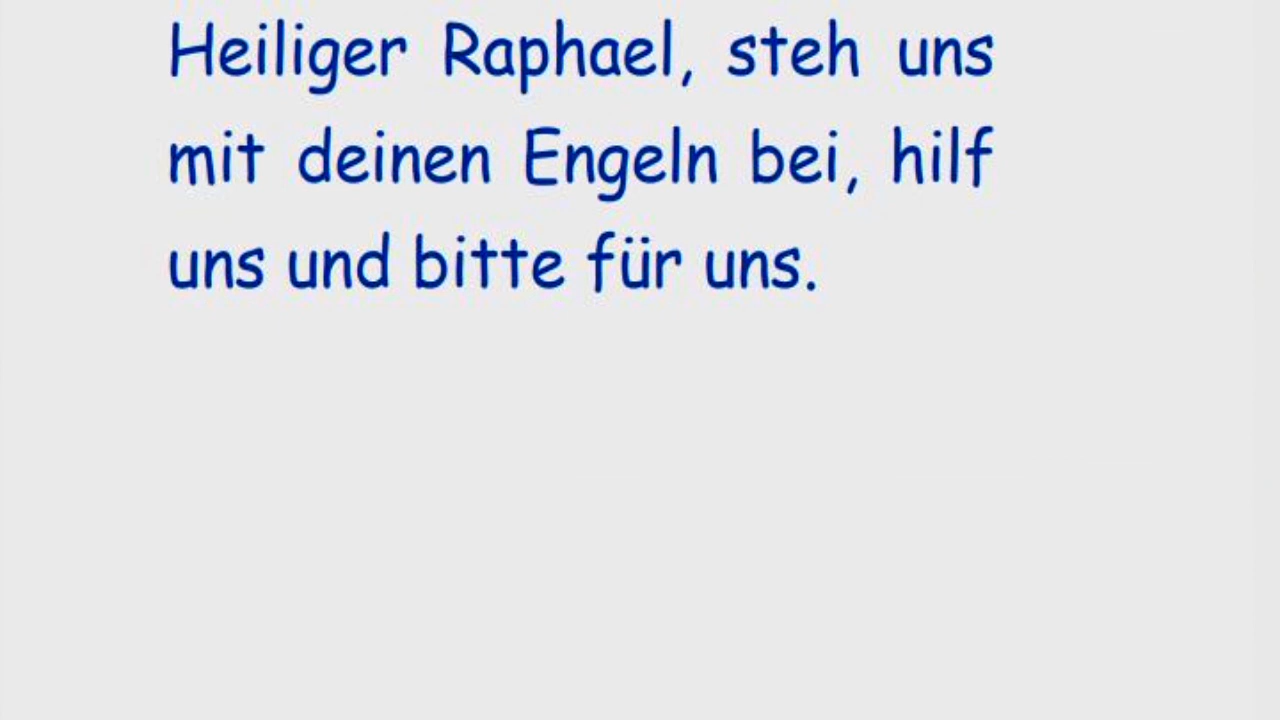 Heiliger Raphael, steh uns
mit deinen Engeln bei, hilf
uns und bitte für uns.